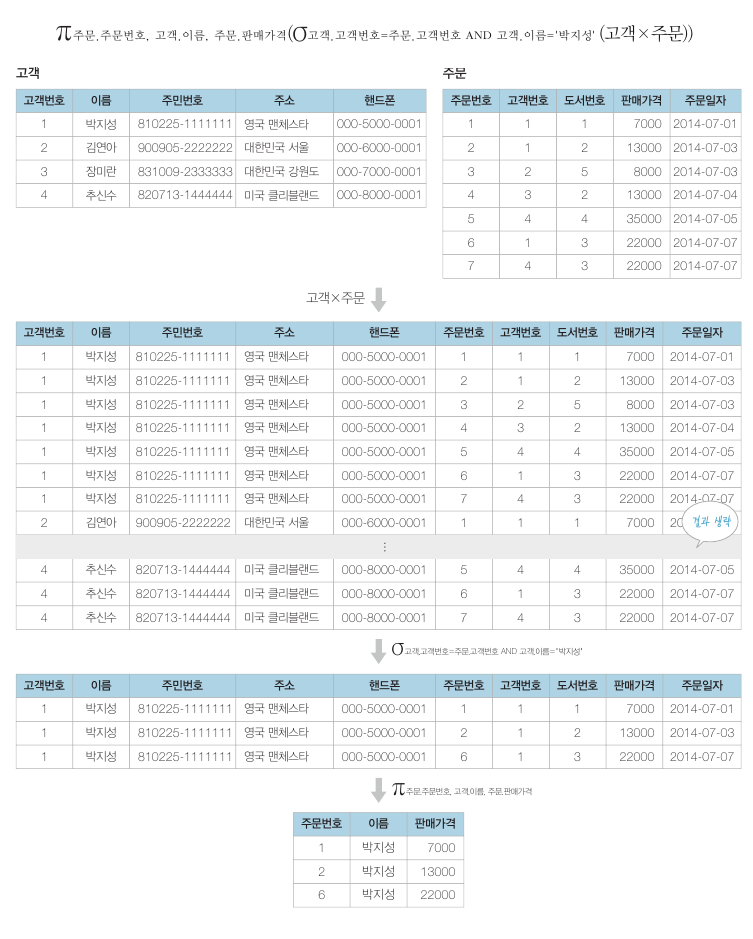 π주문.주문번호, 고객.이름, 주문.판매가격(σ고객.고객번호=주문.고객번호 AND 고객.이름='박지성' (고객×주문))
고객
고객번호 이름 주민번호 주소 핸드폰
1 박지성 810225-1111111 영국 맨체스타 000-5000-0001
2 김연아 900905-2222222 대한민국 서울 000-6000-0001
3 장미란 831009-2333333 대한민국 강원도 000-7000-0001
4 추신수 820713-1444444 미국 클리블랜드 000-8000-0001
주문
주문번호 고객번호 도서번호 판매가격 주문일자
1 1 1 7000 2014-07-01
2 1 2 13000 2014-07-03
3 2 5 8000 2014-07-03
4 3 2 13000 2014-07-04
5 4 4 35000 2014-07-05
6 1 3 22000 2014-07-07
7 4 3 22000 2014-07-07
고객×주문
고객번호 이름 주민번호 주소 핸드폰 주문번호 고객번호 도서번호 판매가격 주문일자
1 박지성 810225-1111111 영국 맨체스타 000-5000-0001 1 1 1 7000 2014-07-01
1 박지성 810225-1111111 영국 맨체스타 000-5000-0001 2 1 2 13000 2014-07-03
1 박지성 810225-1111111 영국 맨체스타 000-5000-0001 3 2 5 8000 2014-07-03
1 박지성 810225-1111111 영국 맨체스타 000-5000-0001 4 3 2 13000 2014-07-04
1 박지성 810225-1111111 영국 맨체스타 000-5000-0001 5 4 4 35000 2014-07-05
1 박지성 810225-1111111 영국 맨체스타 000-5000-0001 6 1 3 22000 2014-07-07
1 박지성 810225-1111111 영국 맨체스타 000-5000-0001 7 4 3 22000 2014-07-07
2 김연아 900905-2222222 대한민국 서울 000-6000-0001 1 1 1 7000 20
결과 생략
⋮
4 추신수 820713-1444444 미국 클리블랜드 000-8000-0001 5 4 4 35000 2014-07-05
4 추신수 820713-1444444 미국 클리블랜드 000-8000-0001 6 1 3 22000 2014-07-07
4 추신수 820713-1444444 미국 클리블랜드 000-8000-0001 7 4 3 22000 2014-07-07
σ고객.고객번호=주문.고객번호 AND 고객.이름='박지성'
고객번호 이름 주민번호 주소 핸드폰 주문번호 고객번호 도서번호 판매가격 주문일자
1 박지성 810225-1111111 영국 맨체스타 000-5000-0001 1 1 1 7000 2014-07-01
1 박지성 810225-1111111 영국 맨체스타 000-5000-0001 2 1 2 13000 2014-07-03
1 박지성 810225-1111111 영국 맨체스타 000-5000-0001 6 1 3 22000 2014-07-07
π주문.주문번호, 고객.이름, 주문.판매가격
주문번호 이름 판매가격
1 박지성 7000
2 박지성 13000
6 박지성 22000